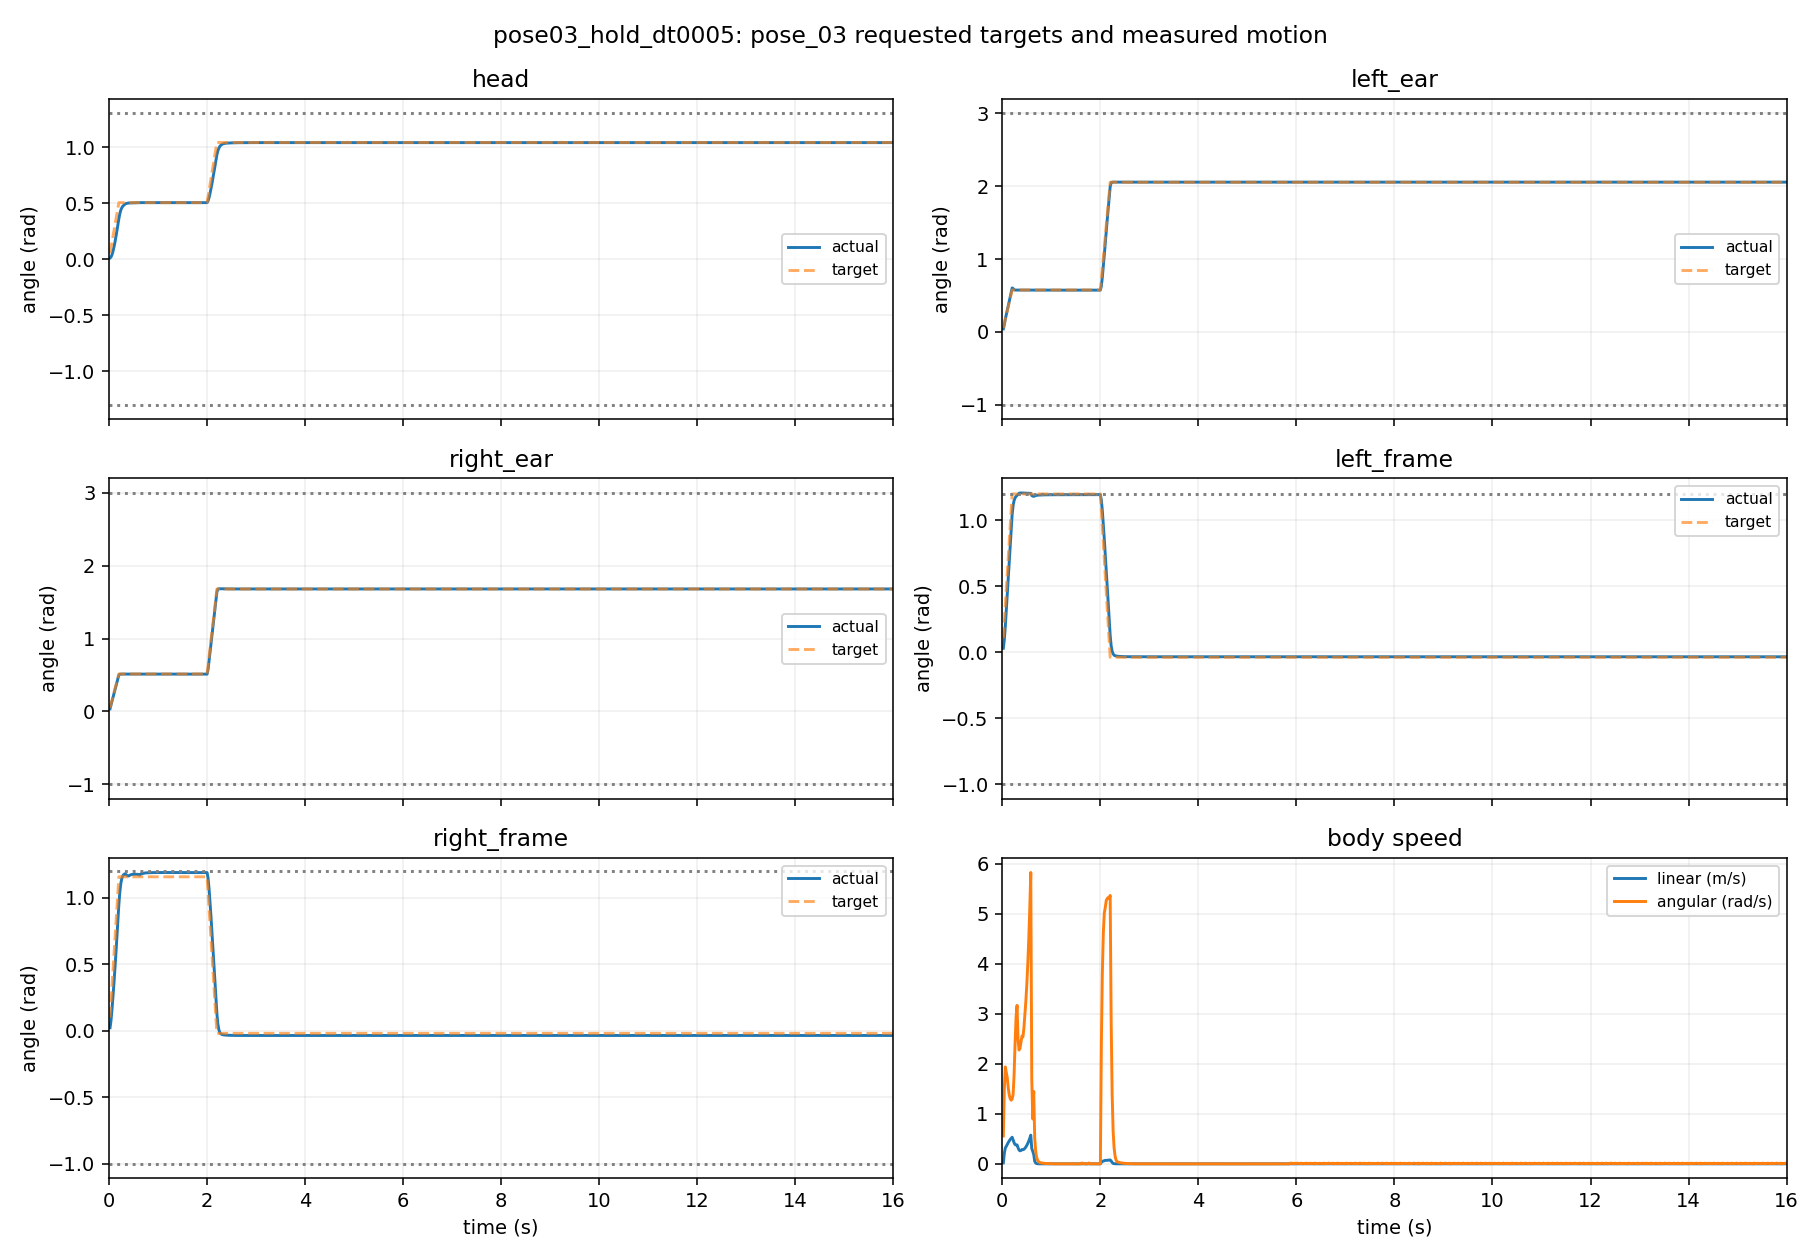 pose03_hold_dt0005: pose_03 requested targets and measured motion
head
angle (rad)
1.0
0.5
0.0
−0.5
−1.0
actual
target
left_ear
angle (rad)
3
2
1
0
−1
actual
target
right_ear
angle (rad)
3
2
1
0
−1
actual
target
left_frame
angle (rad)
1.0
0.5
0.0
−0.5
−1.0
actual
target
right_frame
angle (rad)
1.0
0.5
0.0
−0.5
−1.0
actual
target
0 2 4 6 8 10 12 14 16
time (s)
body speed
6
5
4
3
2
1
0
linear (m/s)
angular (rad/s)
0 2 4 6 8 10 12 14 16
time (s)